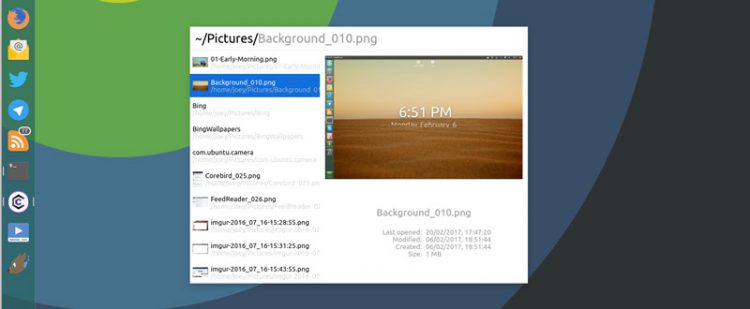 ~/Pictures/Background_010.png
01-Early-Morning.png
/home/joey/Pictures/01-Early-Mornin
Background_010.png
/home/joey/Pictures/Background_01
Bing
/home/joey/Pictures/Bing
BingWallpapers
/home/joey/Pictures/BingWallpapers
com.ubuntu.camera
/home/joey/Pictures/com.ubuntu.camera
Corebird_025.png
/home/joey/Pictures/Corebird_025.pn
FeedReader_026.png
/home/joey/Pictures/FeedReader_02
imgur-2016_07_16-15:28:55.png
/home/joey/Pictures/imgur-2016_07
imgur-2016_07_16-15:31:25.png
/home/joey/Pictures/imgur-2016_07
imgur-2016_07_16-15:43:55.png
/home/joey/Pictures/imgur-2016_07
6:51 PM
Monday, February, 6
Background_010.png
Last opened: 20/02/2017, 17:47:20
Modified: 06/02/2017, 18:51:44
Created: 06/02/2017, 18:51:44
Size: 1 MB